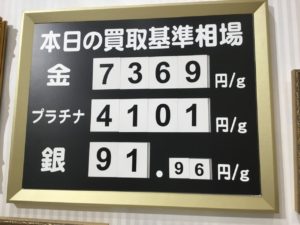 本日の買取基準相場
金 7369 円/g
プラチナ 4101 円/g
銀 91.96 円/g